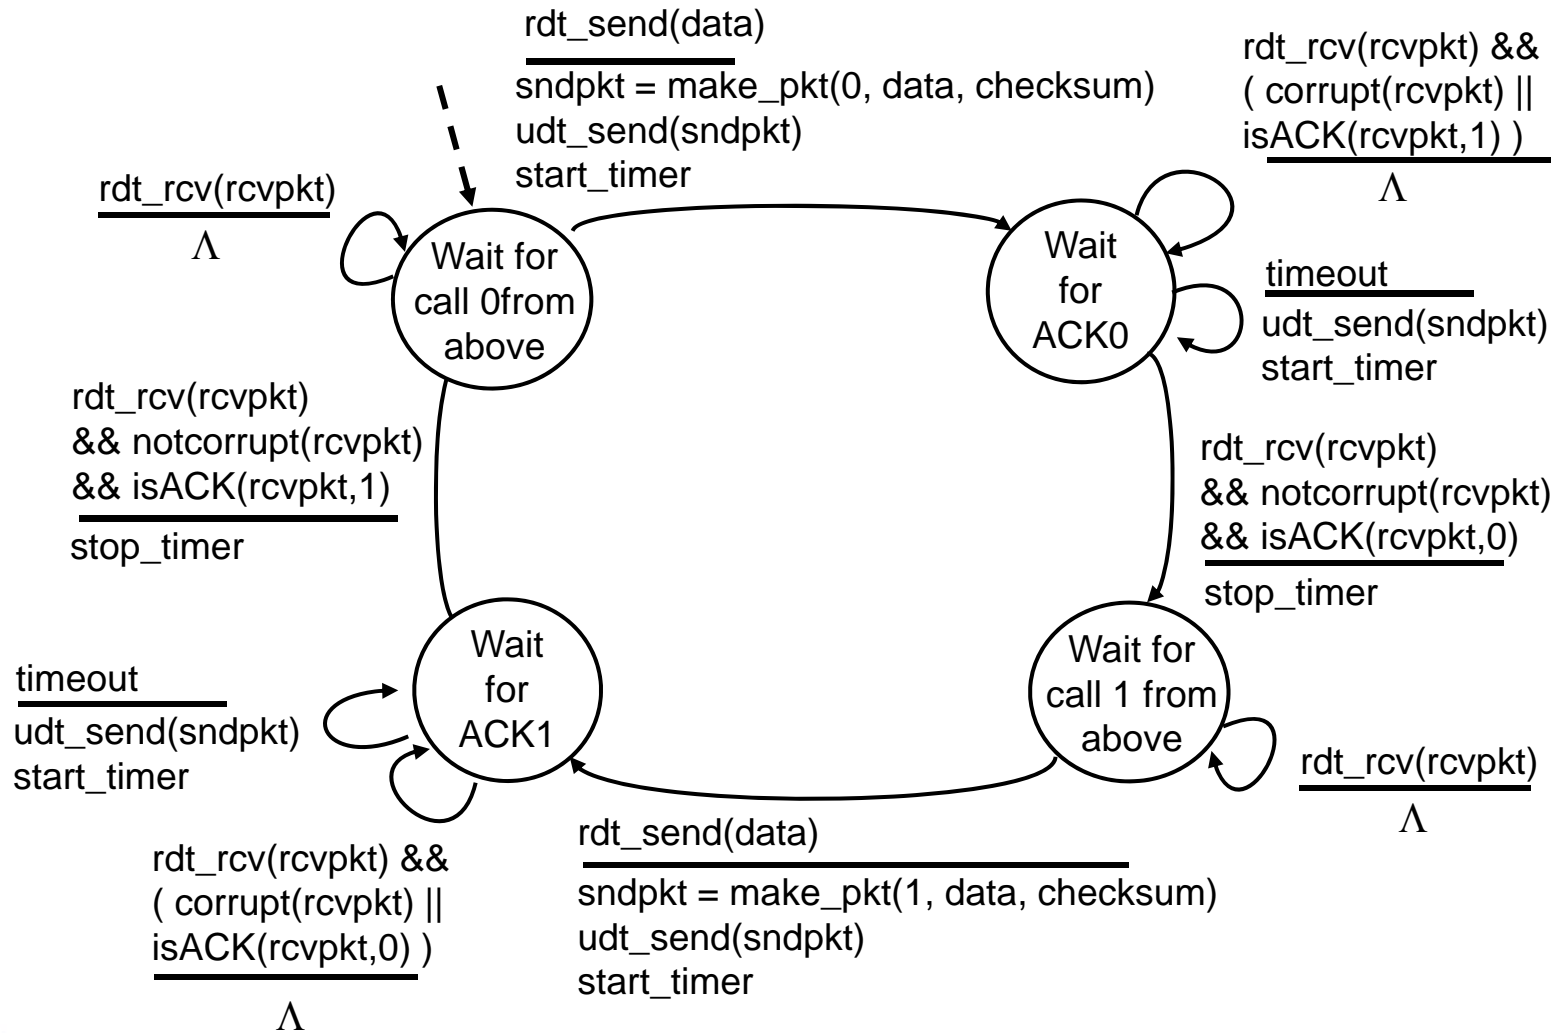 rdt_send(data)
sndpkt = make_pkt(0, data, checksum)
udt_send(sndpkt)
start_timer
rdt_rcv(rcvpkt) &&
( corrupt(rcvpkt) ||
isACK(rcvpkt,1) )
Λ
rdt_rcv(rcvpkt)
Λ
Wait for
call 0from
above
Wait
for
ACK0
timeout
udt_send(sndpkt)
start_timer
rdt_rcv(rcvpkt)
&& notcorrupt(rcvpkt)
&& isACK(rcvpkt,1)
stop_timer
rdt_rcv(rcvpkt)
&& notcorrupt(rcvpkt)
&& isACK(rcvpkt,0)
stop_timer
Wait
for
ACK1
Wait for
call 1 from
above
timeout
udt_send(sndpkt)
start_timer
rdt_rcv(rcvpkt)
Λ
rdt_rcv(rcvpkt) &&
( corrupt(rcvpkt) ||
isACK(rcvpkt,0) )
Λ
rdt_send(data)
sndpkt = make_pkt(1, data, checksum)
udt_send(sndpkt)
start_timer